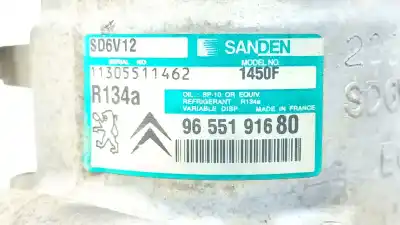 SD6V12
SANDEN
SERIAL NO.
MODEL NO.
11305511462
1450F
R134a
OIL : SP-10 OR EQUIV.
REFRIGERANT R134a
VARIABLE DISP. MADE IN FRANCE
96 551 916 80